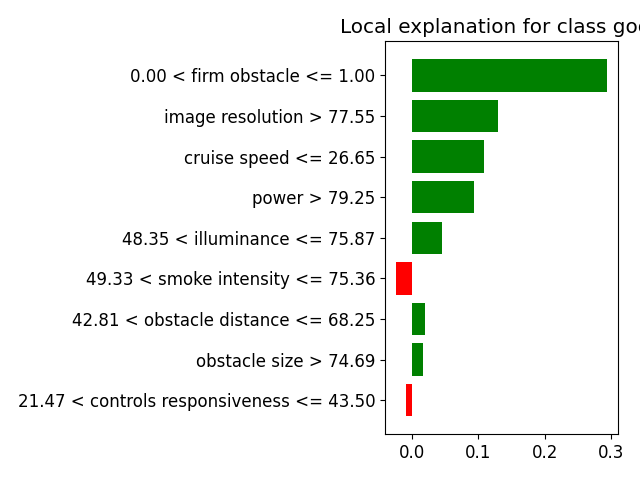 Local explanation for class go
0.00 < firm obstacle <= 1.00
image resolution > 77.55
cruise speed <= 26.65
power > 79.25
48.35 < illuminance <= 75.87
49.33 < smoke intensity <= 75.36
42.81 < obstacle distance <= 68.25
obstacle size > 74.69
21.47 < controls responsiveness <= 43.50
0.0 0.1 0.2 0.3